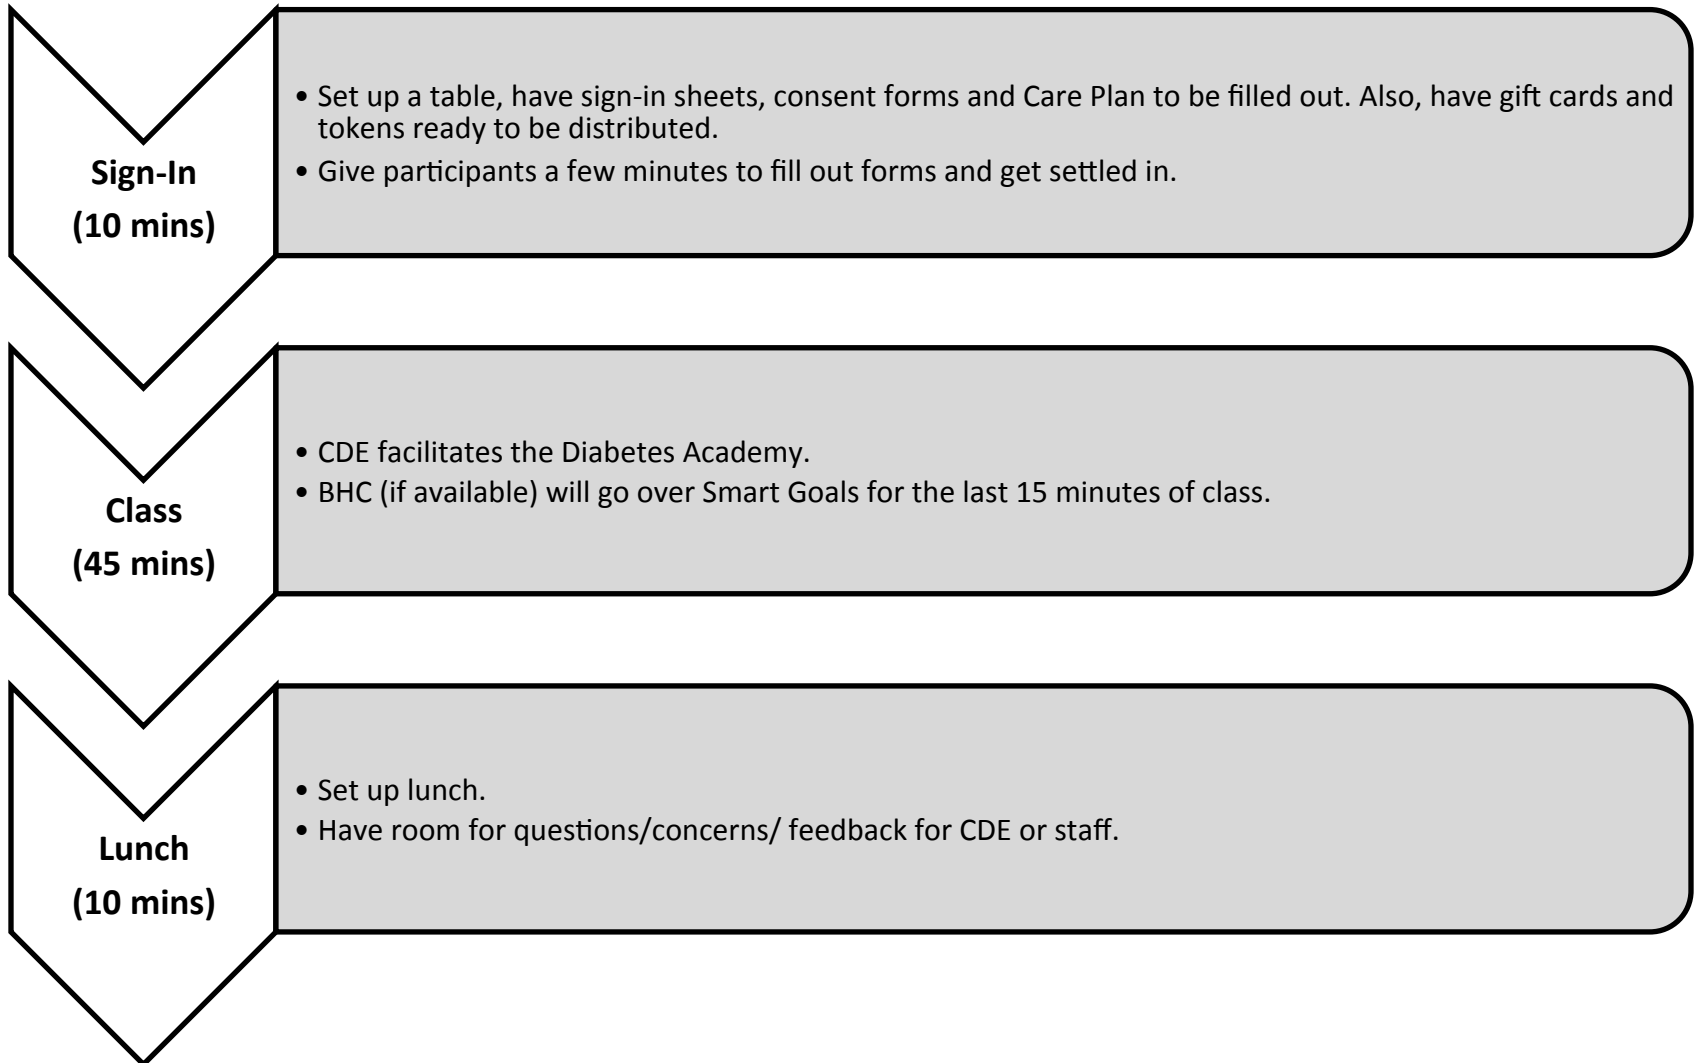 Sign-In
(10 mins)
• Set up a table, have sign-in sheets, consent forms and Care Plan to be filled out. Also, have gift cards and
tokens ready to be distributed.
• Give participants a few minutes to fill out forms and get settled in.
Class
(45 mins)
• CDE facilitates the Diabetes Academy.
• BHC (if available) will go over Smart Goals for the last 15 minutes of class.
Lunch
(10 mins)
• Set up lunch.
• Have room for questions/concerns/ feedback for CDE or staff.